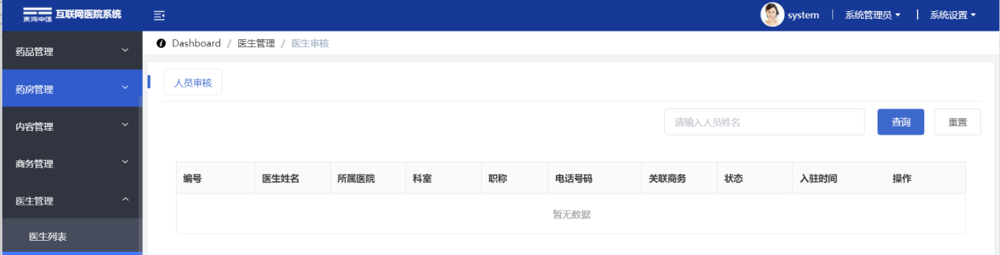 東际中医 互联网医院系统
system | 系统管理员 | 系统设置
药品管理
Dashboard / 医生管理 / 医生审核
药房管理
人员审核
内容管理
请输入人员姓名 查询 重置
商务管理
编号 医生姓名 所属医院 科室 职称 电话号码 关联商务 状态 入驻时间 操作
医生管理
暂无数据
医生列表